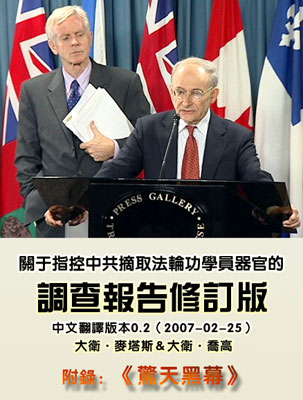 PRESS GALLERY
關于指控中共摘取法輪功學員器官的
調查報告修訂版
中文翻譯版本0.2（2007-02-25）
大衛・麥塔斯＆大衛・喬高
附錄：《驚天黑幕》